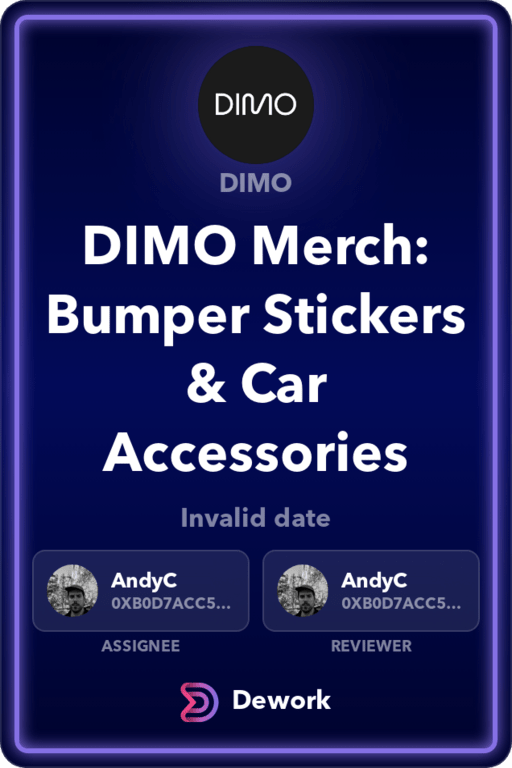 DIMO
DIMO
DIMO Merch:
Bumper Stickers
& Car
Accessories
Invalid date
AndyC
0XB0D7ACC5...
ASSIGNEE
AndyC
0XB0D7ACC5...
REVIEWER
Dework